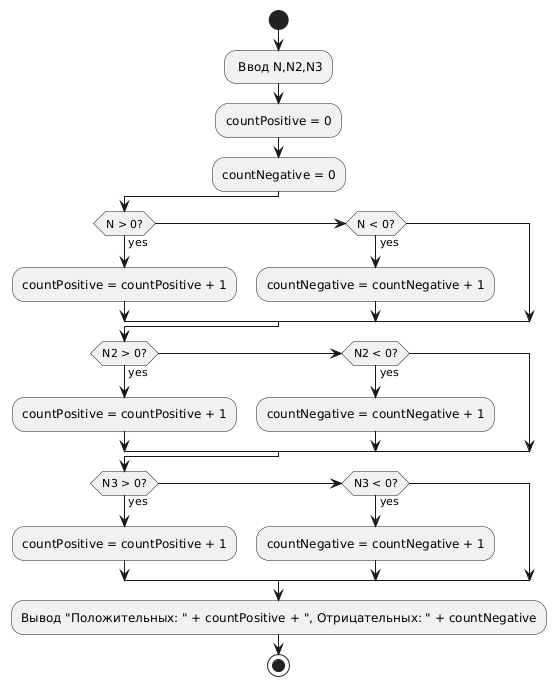 Ввод N,N2,N3
countPositive = 0
countNegative = 0
N > 0?
N < 0?
yes
yes
countPositive = countPositive + 1
countNegative = countNegative + 1
N2 > 0?
N2 < 0?
yes
yes
countPositive = countPositive + 1
countNegative = countNegative + 1
N3 > 0?
N3 < 0?
yes
yes
countPositive = countPositive + 1
countNegative = countNegative + 1
Вывод "Положительных: " + countPositive + ", Отрицательных: " + countNegative